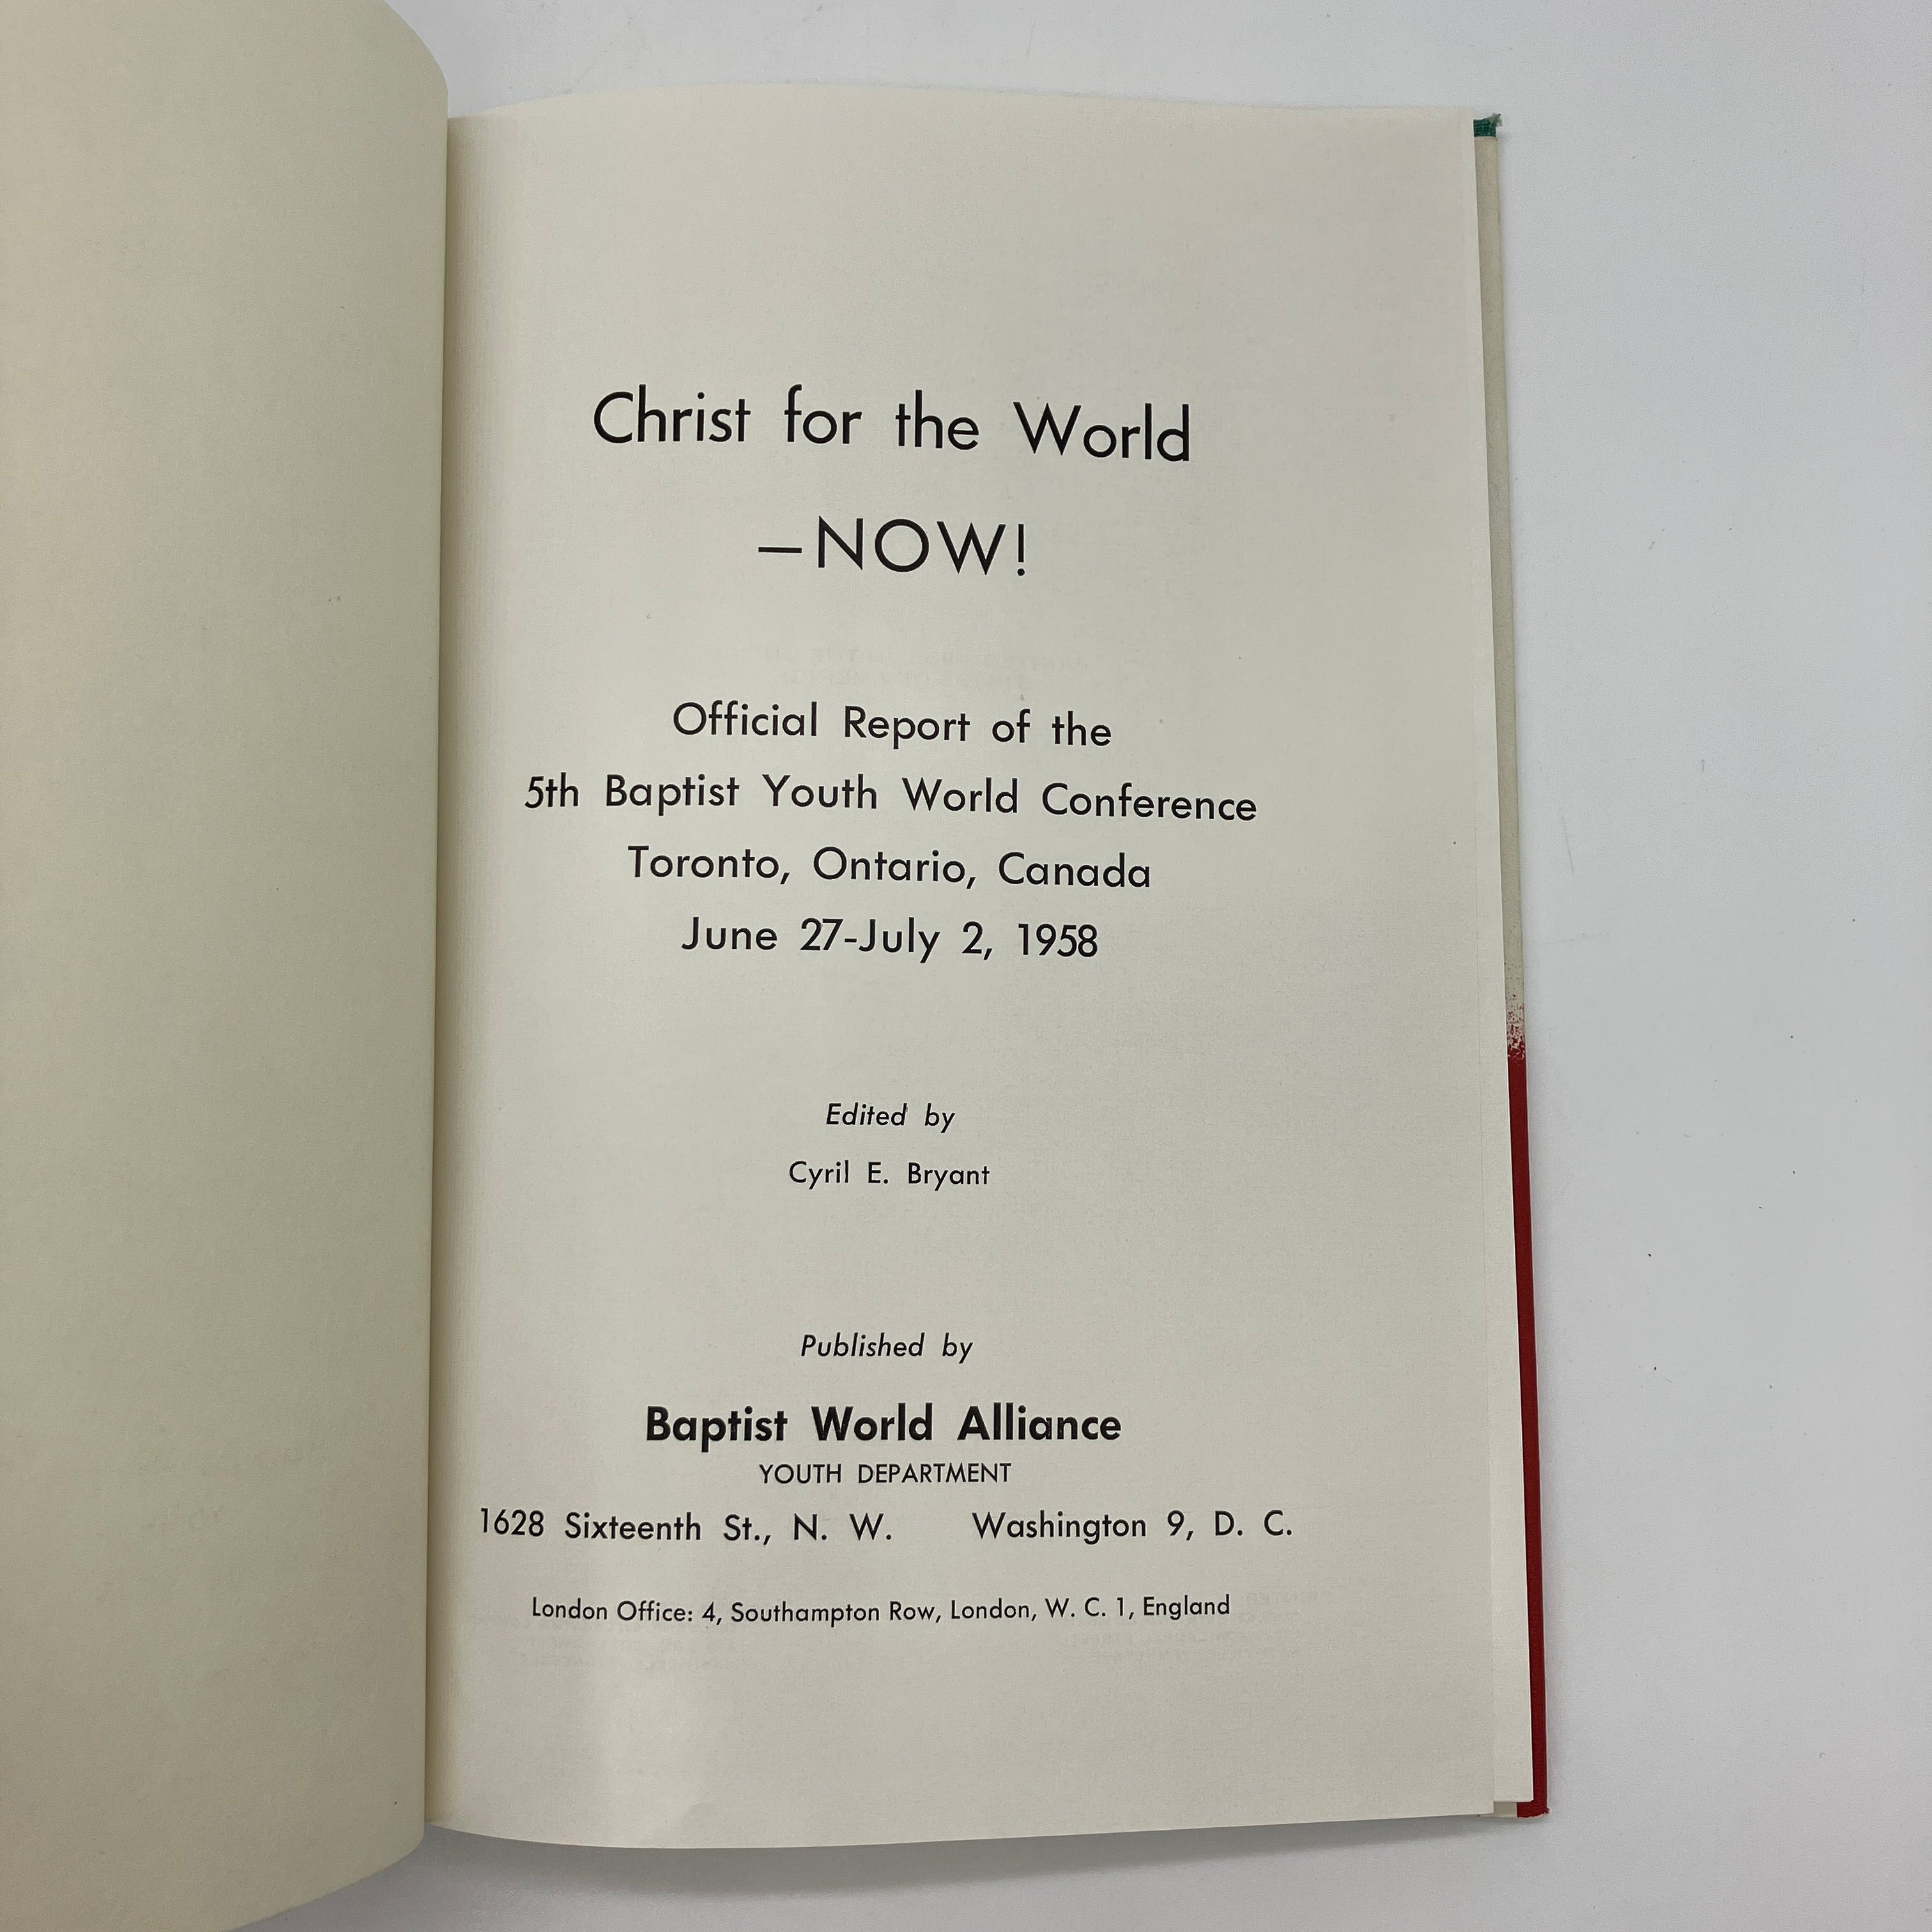 Christ for the World
—NOW!
Official Report of the
5th Baptist Youth World Conference
Toronto, Ontario, Canada
June 27-July 2, 1958
Edited by
Cyril E. Bryant
Published by
Baptist World Alliance
YOUTH DEPARTMENT
1628 Sixteenth St., N. W. Washington 9, D. C.
London Office: 4, Southampton Row, London, W. C. 1, England